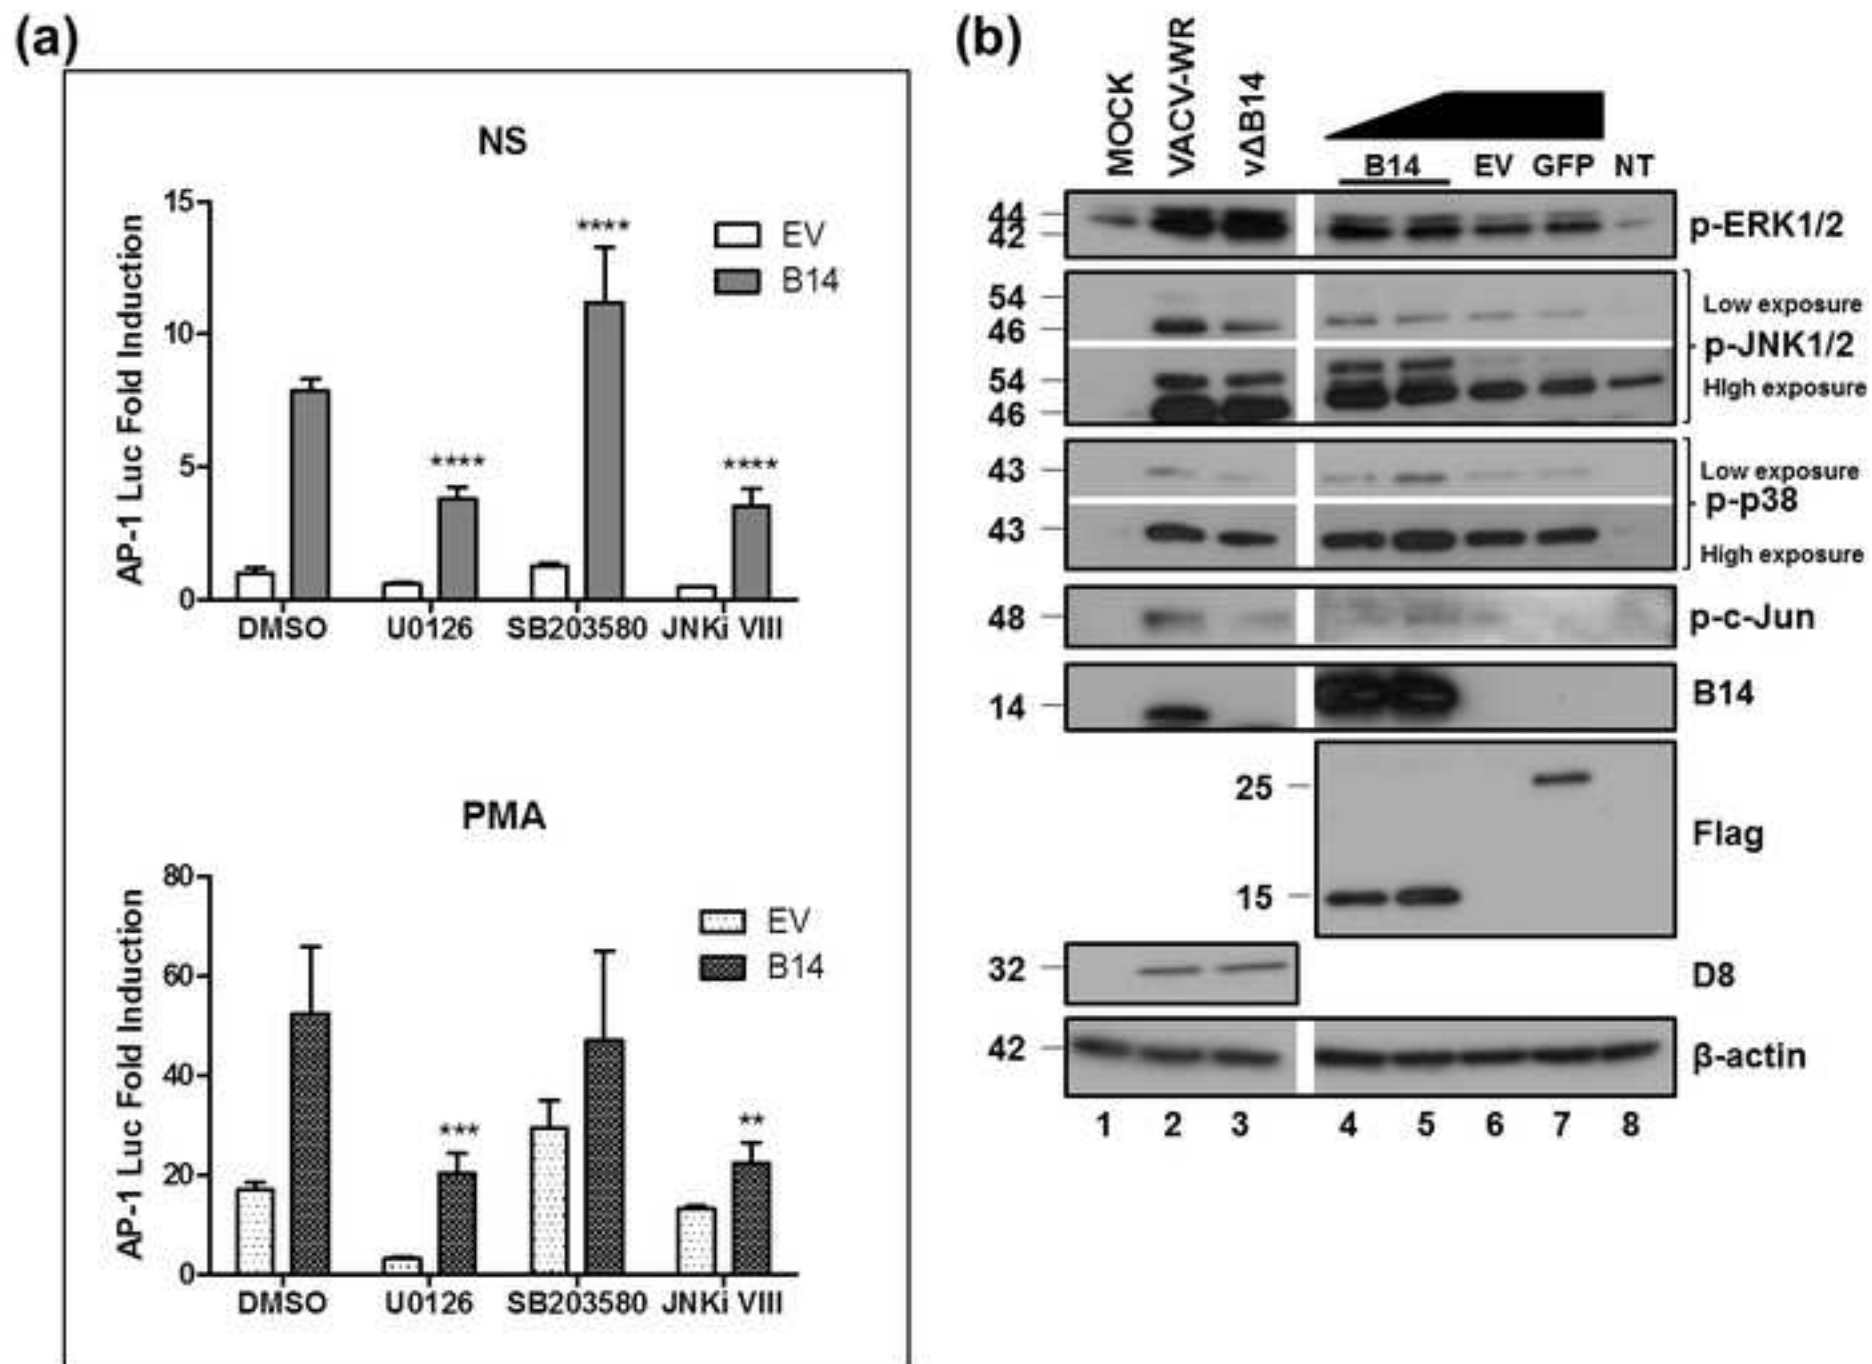 (a)
NS
AP-1 Luc Fold Induction
15
10
5
0
EV
B14
****
****
****
DMSO U0126 SB203580 JNKi VIII
PMA
AP-1 Luc Fold Induction
80
60
40
20
0
EV
B14
***
**
DMSO U0126 SB203580 JNKi VIII
(b)
MOCK VACV-WR vΔB14
B14 EV GFP NT
44
42
p-ERK1/2
54
46
Low exposure
p-JNK1/2
54
46
HIgh exposure
43
Low exposure
p-p38
43
High exposure
48
p-c-Jun
14
B14
25
15
Flag
32
D8
42
β-actin
1 2 3 4 5 6 7 8